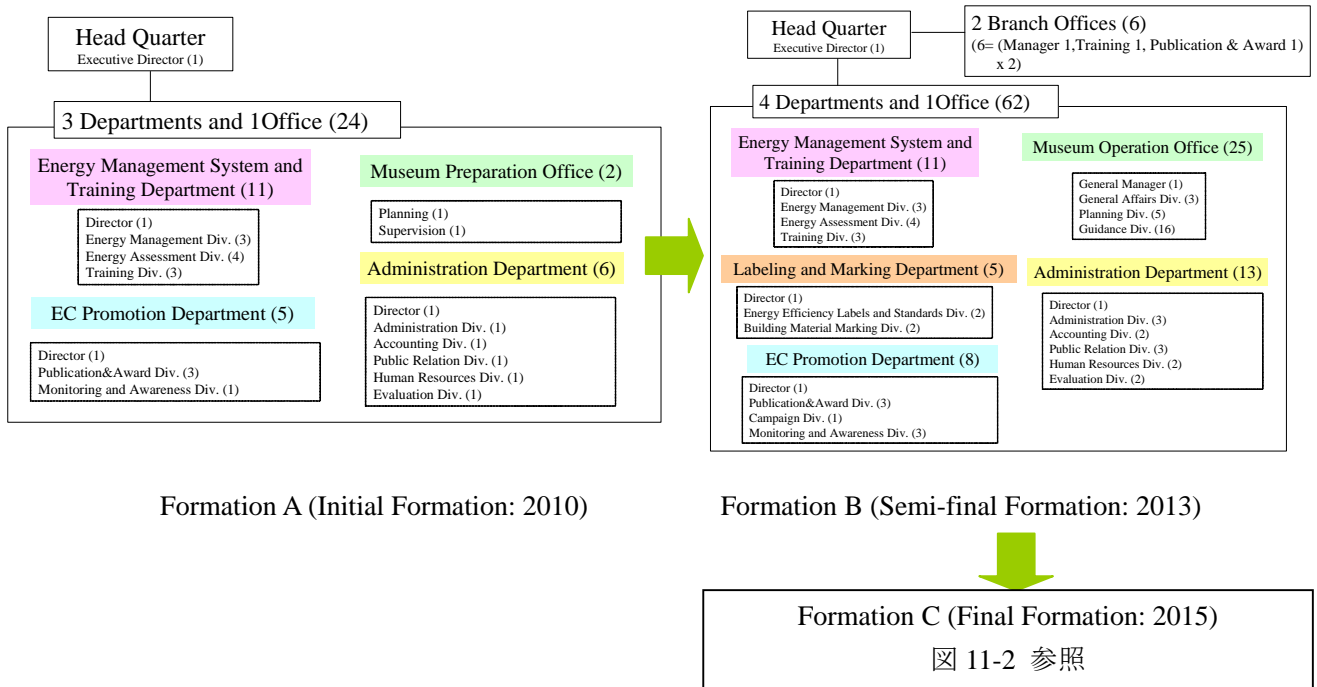 Head Quarter
Executive Director (1)
3 Departments and 1Office (24)
Energy Management System and
Training Department (11)
Director (1)
Energy Management Div. (3)
Energy Assessment Div. (4)
Training Div. (3)
EC Promotion Department (5)
Director (1)
Publication&Award Div. (3)
Monitoring and Awareness Div. (1)
Museum Preparation Office (2)
Planning (1)
Supervision (1)
Administration Department (6)
Director (1)
Administration Div. (1)
Accounting Div. (1)
Public Relation Div. (1)
Human Resources Div. (1)
Evaluation Div. (1)
Formation A (Initial Formation: 2010)
Head Quarter
Executive Director (1)
2 Branch Offices (6)
(6= (Manager 1,Training 1, Publication & Award 1)
x 2)
4 Departments and 1Office (62)
Energy Management System and
Training Department (11)
Director (1)
Energy Management Div. (3)
Energy Assessment Div. (4)
Training Div. (3)
Labeling and Marking Department (5)
Director (1)
Energy Efficiency Labels and Standards Div. (2)
Building Material Marking Div. (2)
EC Promotion Department (8)
Director (1)
Publication&Award Div. (3)
Campaign Div. (1)
Monitoring and Awareness Div. (3)
Museum Operation Office (25)
General Manager (1)
General Affairs Div. (3)
Planning Div. (5)
Guidance Div. (16)
Administration Department (13)
Director (1)
Administration Div. (3)
Accounting Div. (2)
Public Relation Div. (3)
Human Resources Div. (2)
Evaluation Div. (2)
Formation B (Semi-final Formation: 2013)
Formation C (Final Formation: 2015)
図 11-2 参照